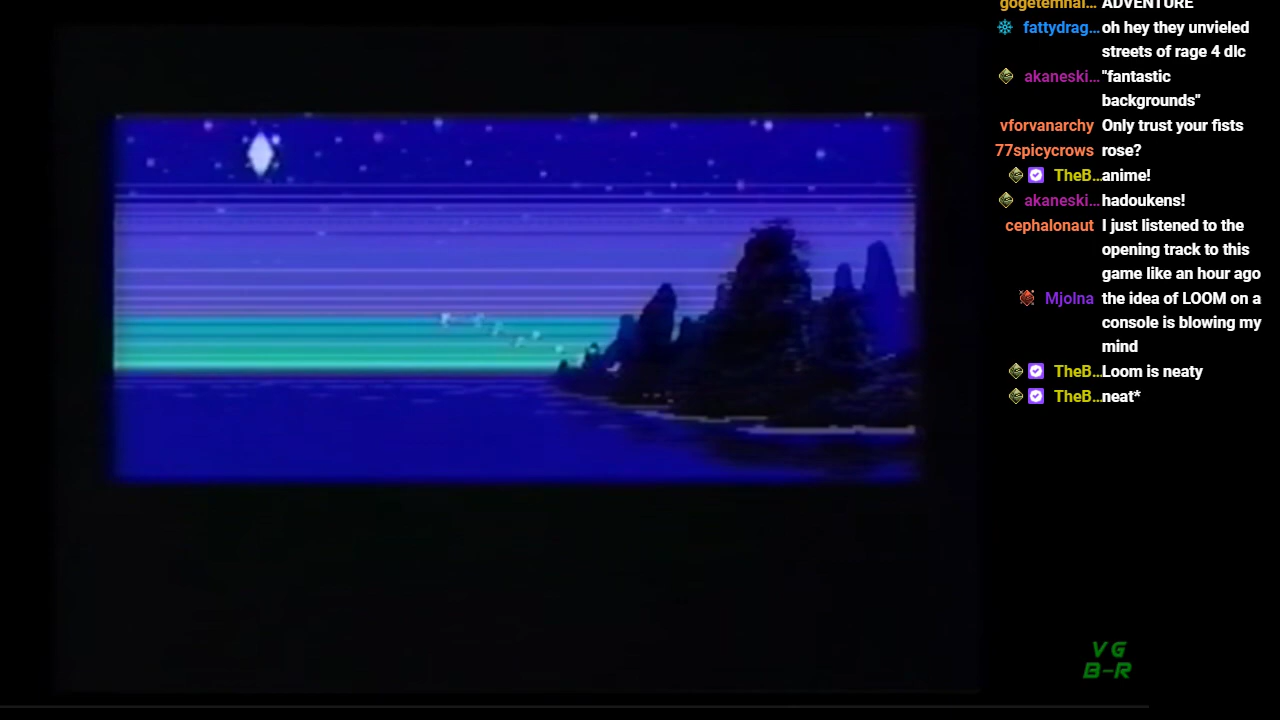 gogetemhal… ADVENTURE
fattydrag… oh hey they unvieled
streets of rage 4 dlc
akaneski… "fantastic
backgrounds"
vforvanarchy Only trust your fists
77spicycrows rose?
TheB… anime!
akaneski… hadoukens!
cephalonaut I just listened to the
opening track to this
game like an hour ago
Mjolna the idea of LOOM on a
console is blowing my
mind
TheB… Loom is neaty
TheB… neat*
VG
B-R